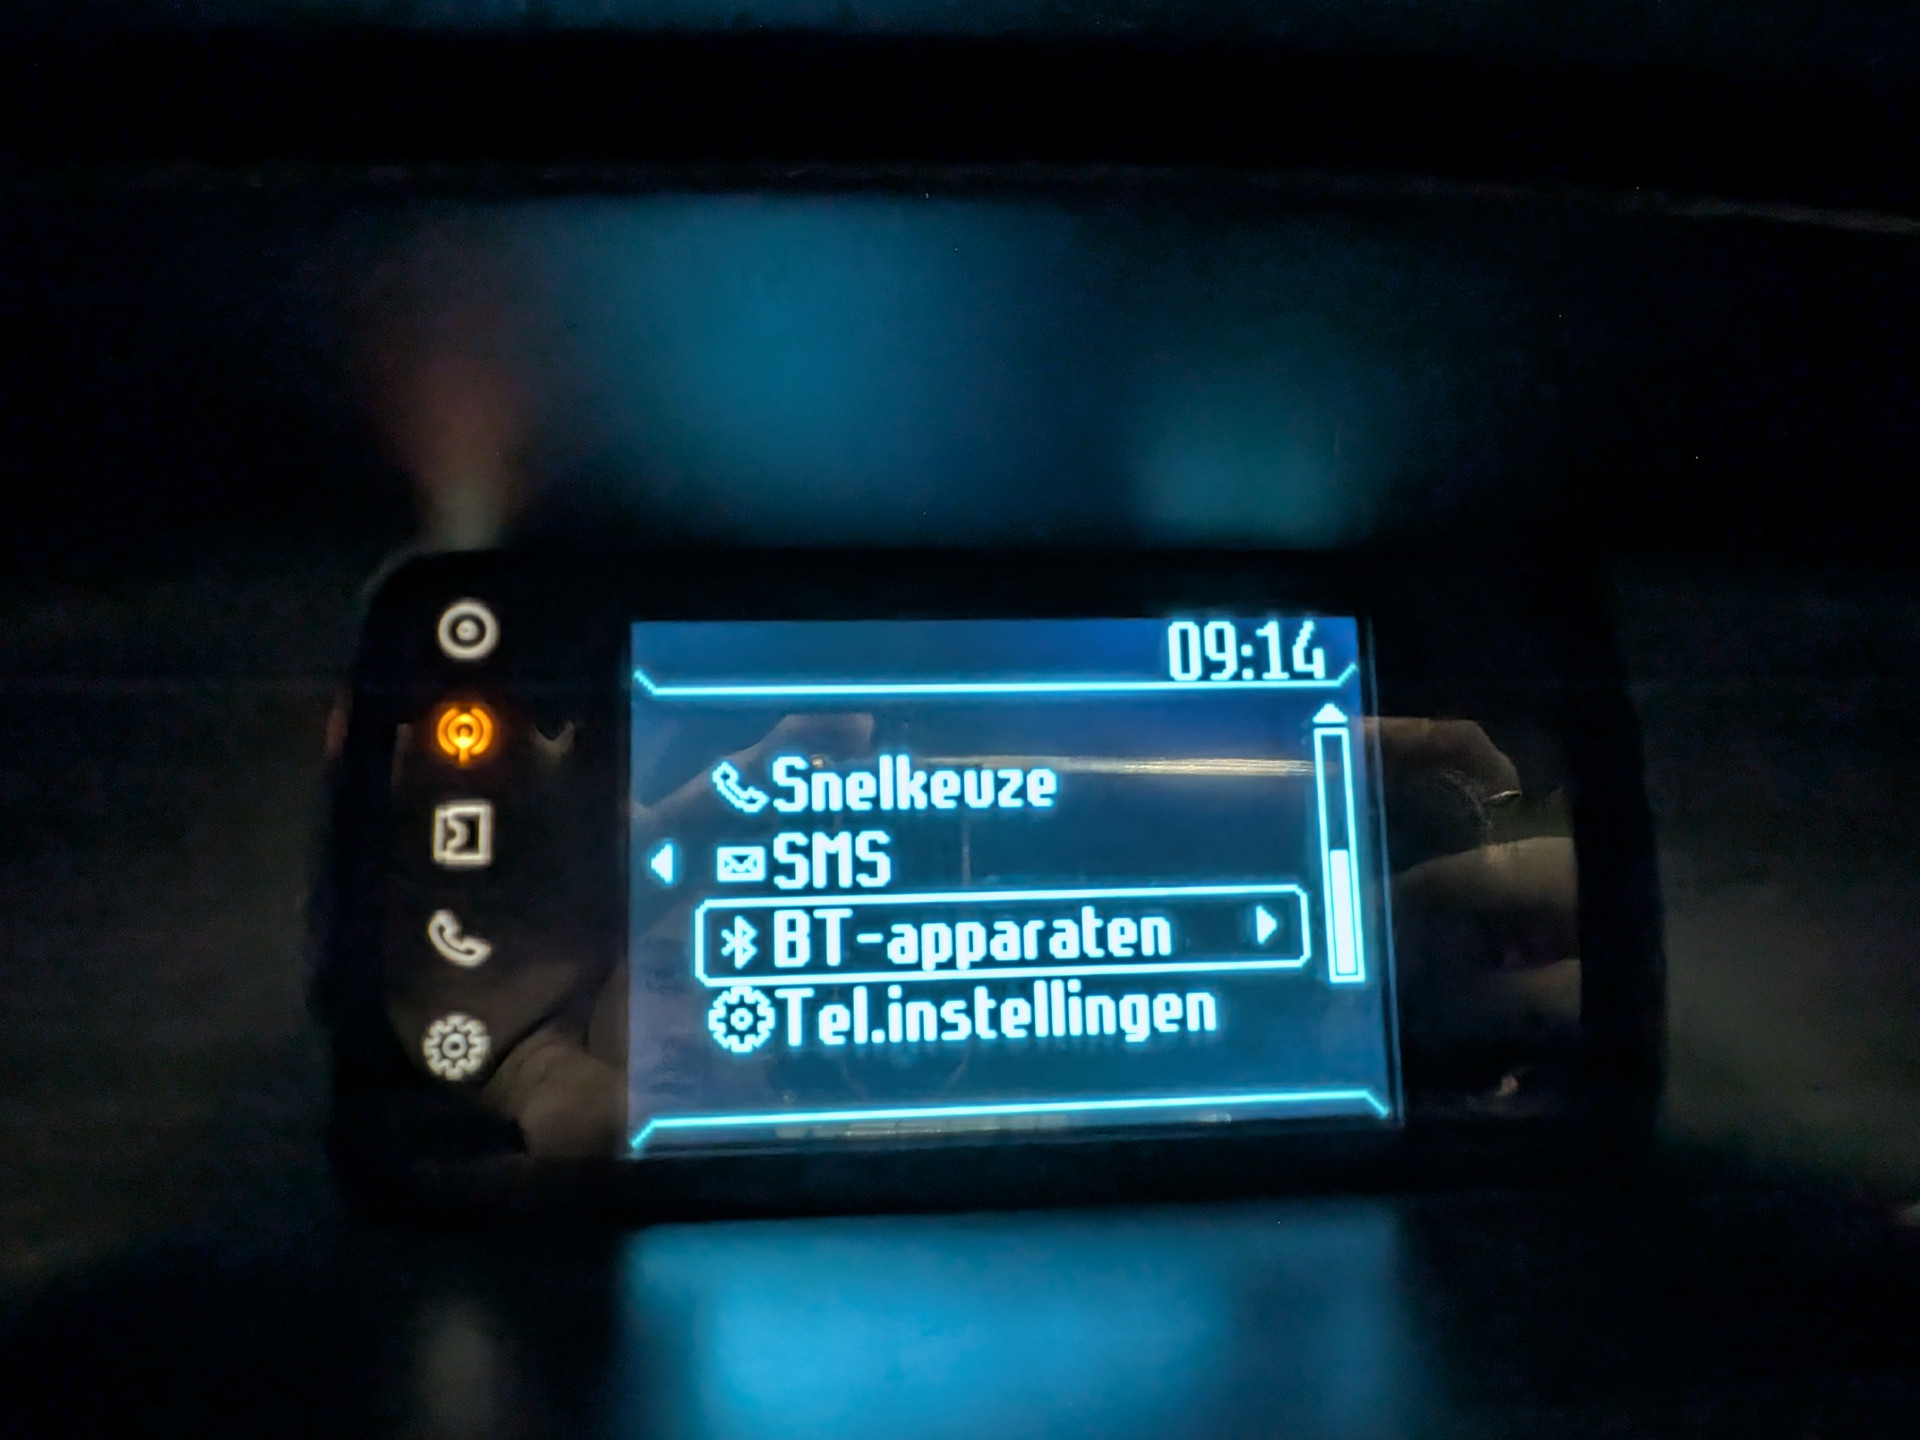 09:14
Snelkeuze
SMS
BT-apparaten
Tel.instellingen